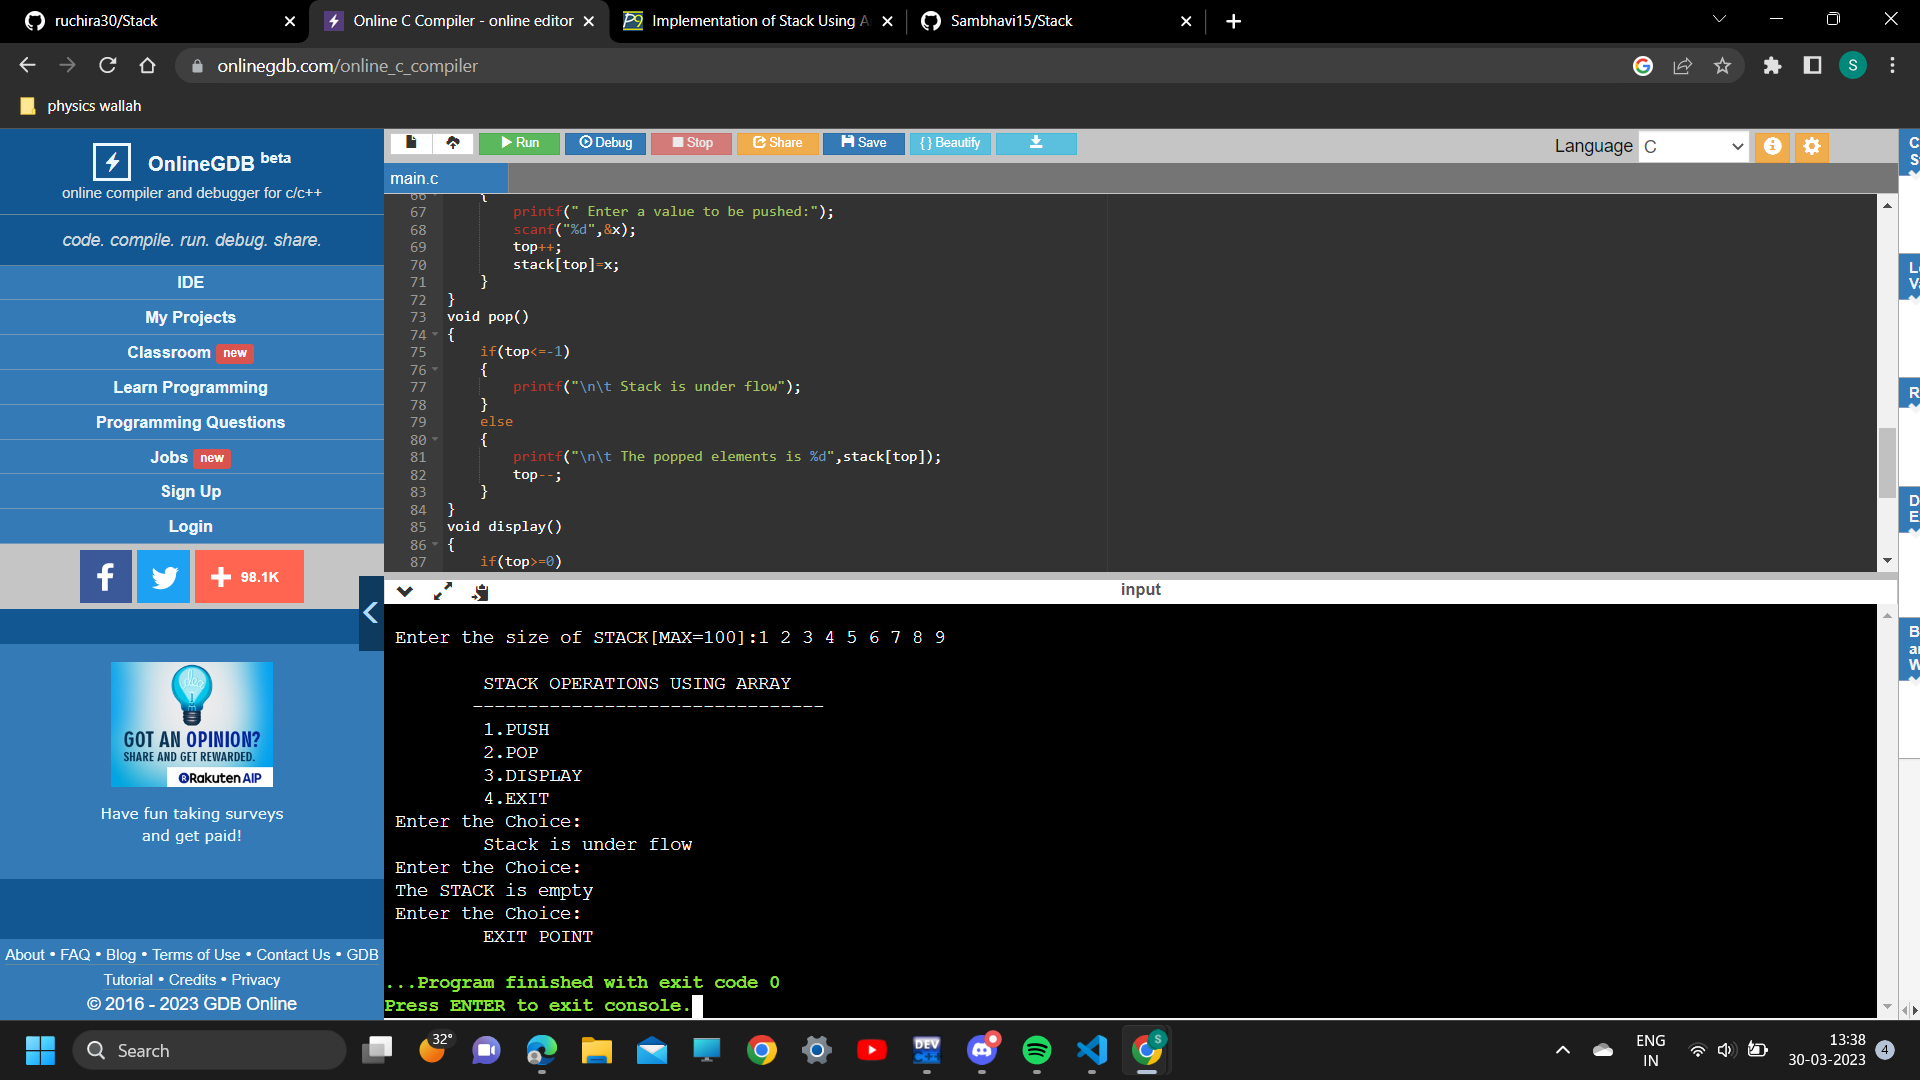 ruchira30/Stack
Online C Compiler - online editor
Implementation of Stack Using A
Sambhavi15/Stack
onlinegdb.com/online_c_compiler
S
physics wallah
OnlineGDB beta
online compiler and debugger for c/c++
code. compile. run. debug. share.
IDE
My Projects
Classroom new
Learn Programming
Programming Questions
Jobs new
Sign Up
Login
98.1K
GOT AN OPINION?
SHARE AND GET REWARDED.
Rakuten AIP
Have fun taking surveys
and get paid!
About • FAQ • Blog • Terms of Use • Contact Us • GDB
Tutorial • Credits • Privacy
© 2016 - 2023 GDB Online
Run Debug Stop Share Save { } Beautify
Language C
main.c
66 {
67 printf(" Enter a value to be pushed:");
68 scanf("%d",&x);
69 top++;
70 stack[top]=x;
71 }
72 }
73 void pop()
74 {
75 if(top<=-1)
76 {
77 printf("\n\t Stack is under flow");
78 }
79 else
80 {
81 printf("\n\t The popped elements is %d",stack[top]);
82 top--;
83 }
84 }
85 void display()
86 {
87 if(top>=0)
input
Enter the size of STACK[MAX=100]:1 2 3 4 5 6 7 8 9
STACK OPERATIONS USING ARRAY
--------------------------------
1.PUSH
2.POP
3.DISPLAY
4.EXIT
Enter the Choice:
Stack is under flow
Enter the Choice:
The STACK is empty
Enter the Choice:
EXIT POINT
...Program finished with exit code 0
Press ENTER to exit console.
Search
32°
DEV
C++
S
ENG
IN
13:38
30-03-2023
4